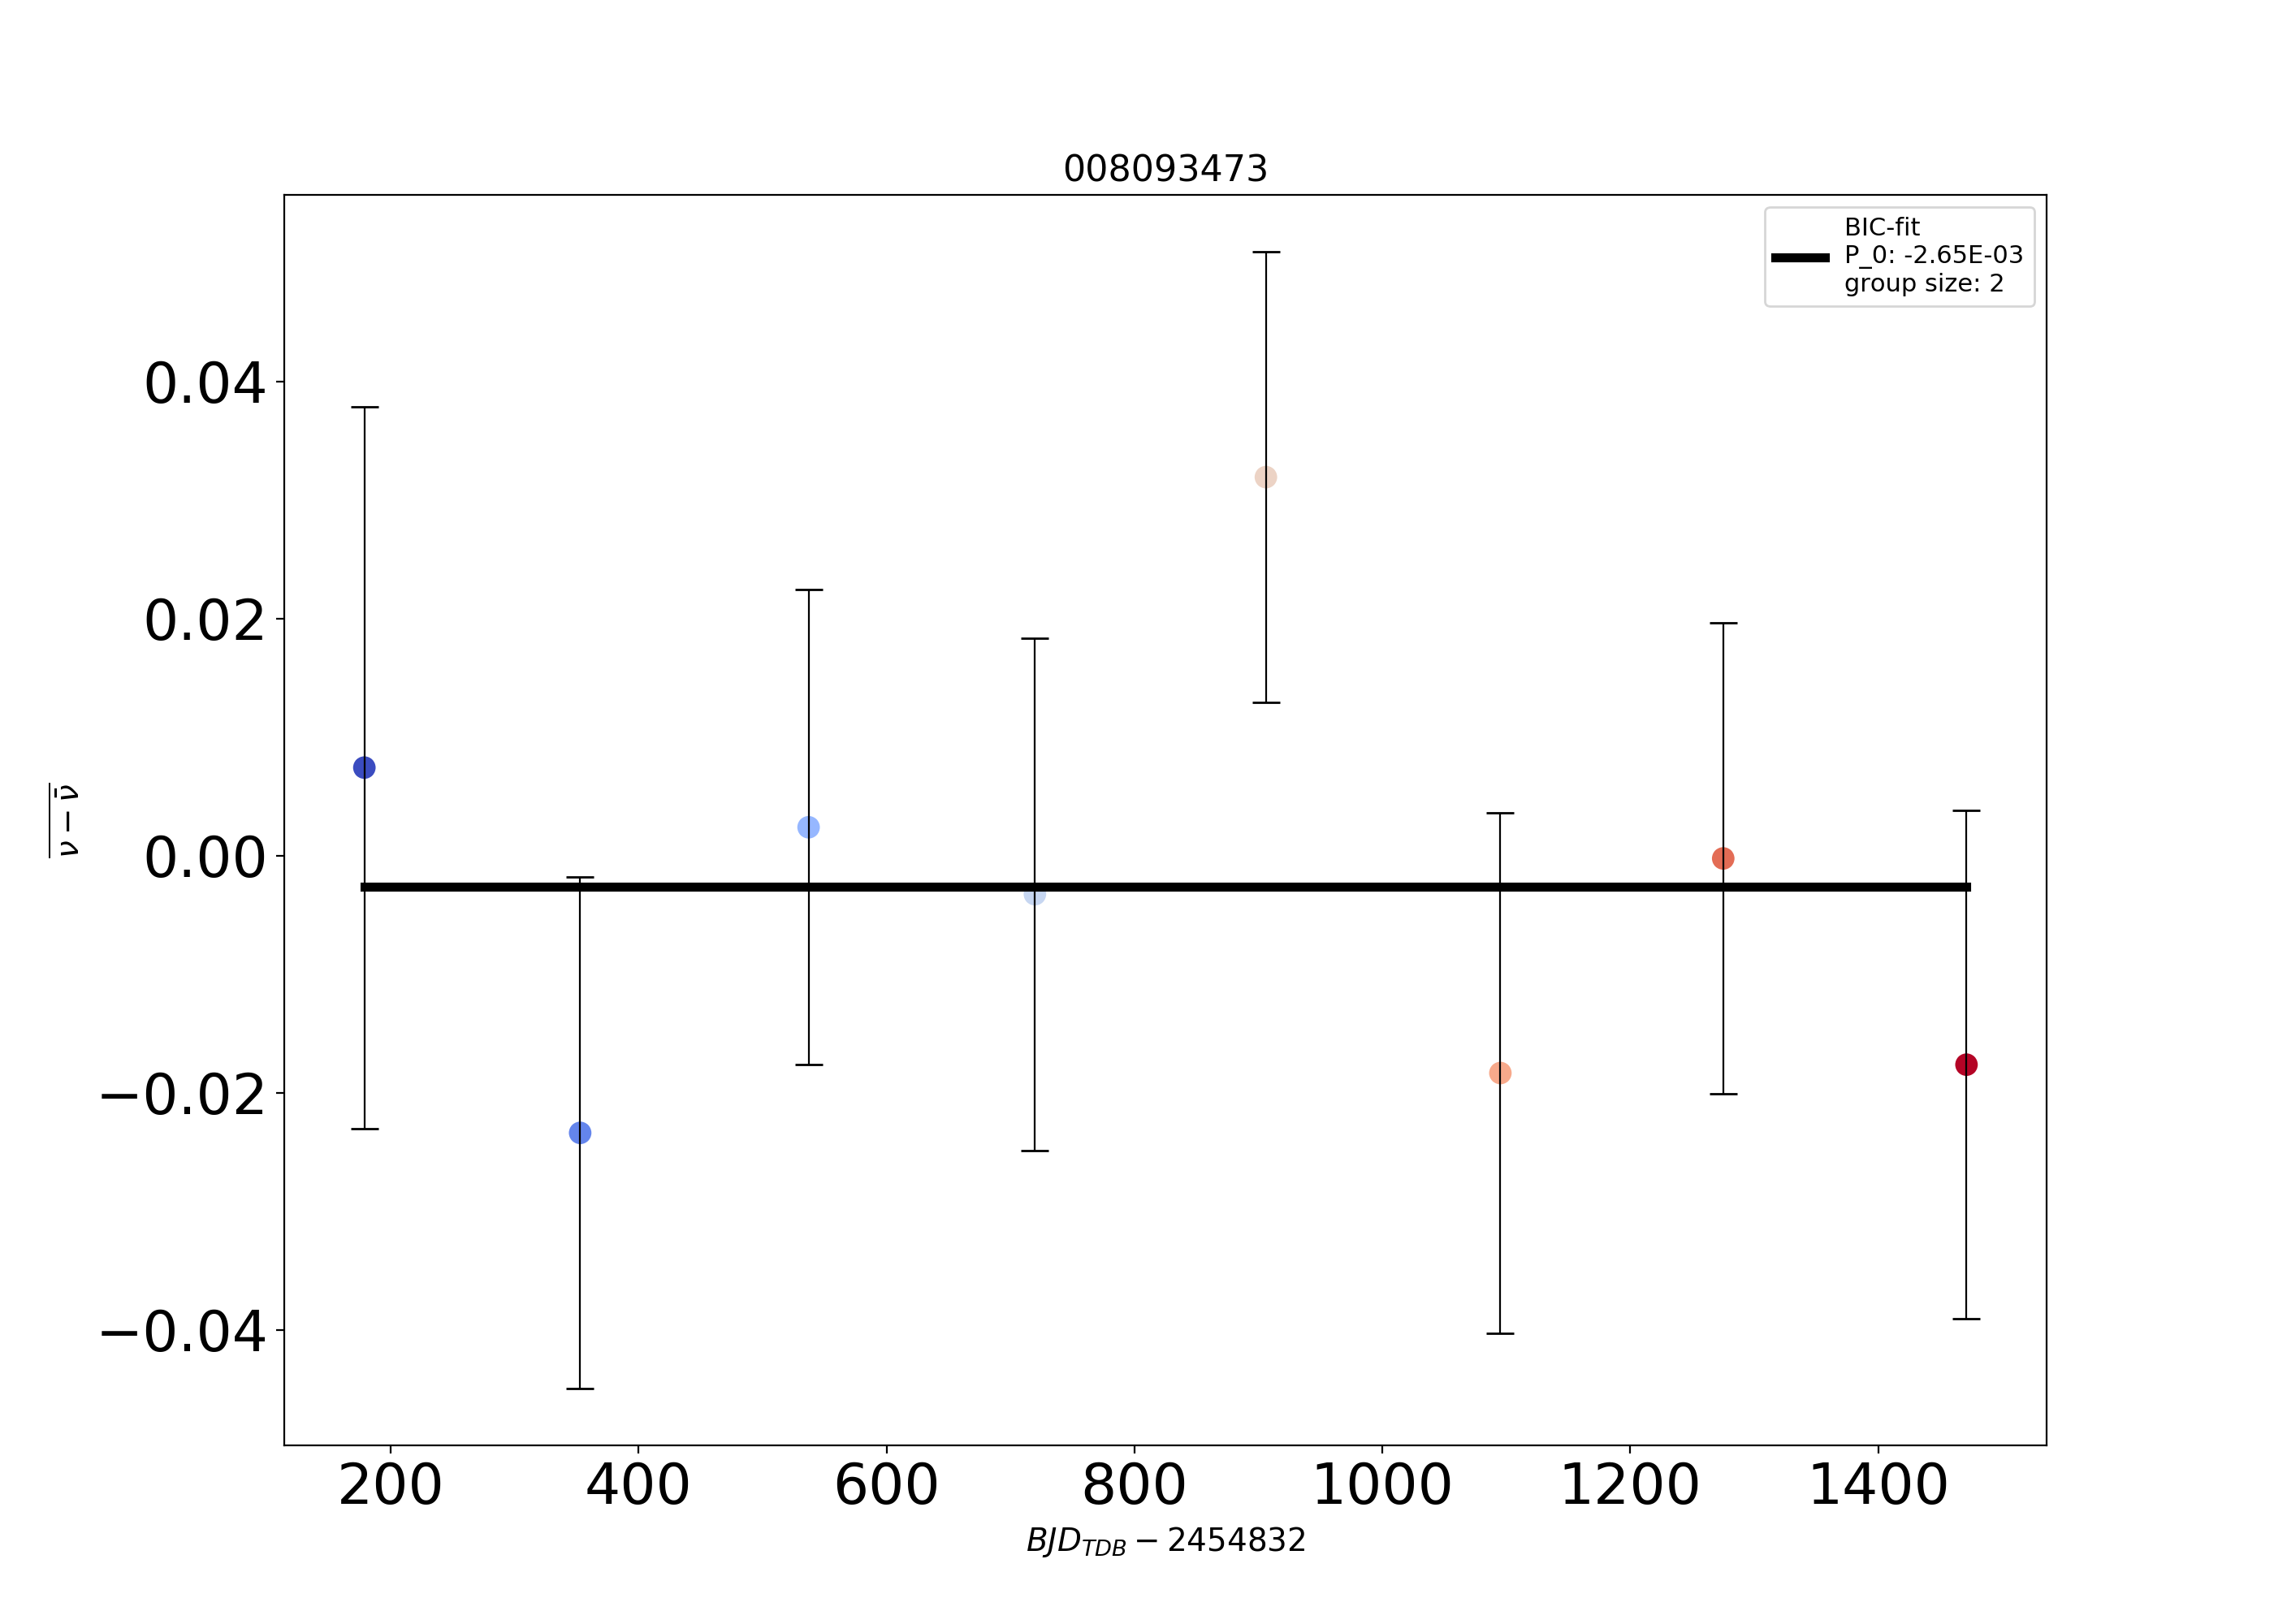 008093473
BIC-fit
P_0: -2.65E-03
group size: 2
0.04
0.02
0.00
−0.02
−0.04
ν − ν̄
200 400 600 800 1000 1200 1400
BJD_TDB − 2454832